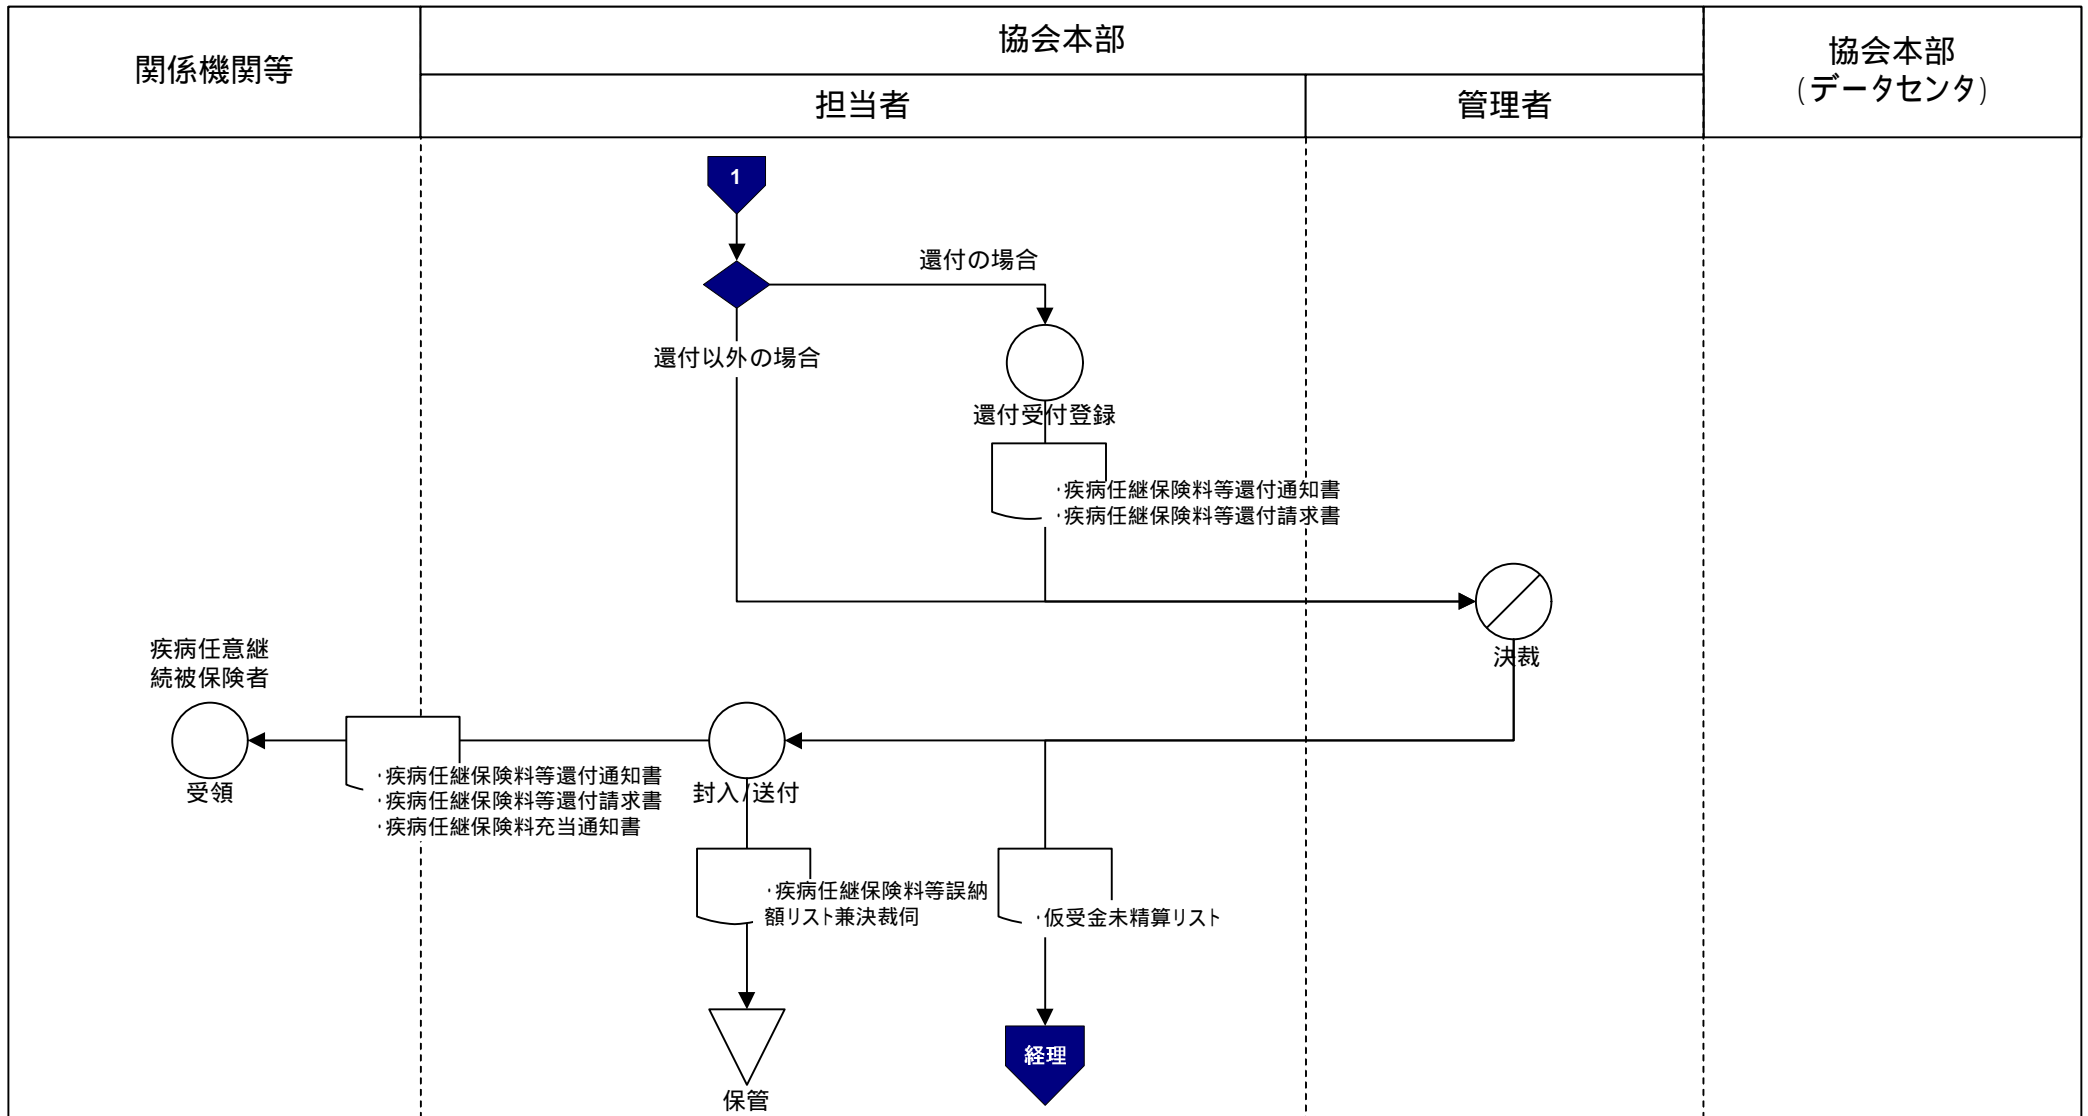 関係機関等
協会本部
協会本部
(データセンタ)
担当者
管理者
1
還付の場合
還付以外の場合
還付受付登録
・疾病任継保険料等還付通知書
・疾病任継保険料等還付請求書
決裁
疾病任意継
続被保険者
受領
・疾病任継保険料等還付通知書
・疾病任継保険料等還付請求書
・疾病任継保険料充当通知書
封入/送付
・疾病任継保険料等誤納
額リスト兼決裁伺
・仮受金未精算リスト
経理
保管